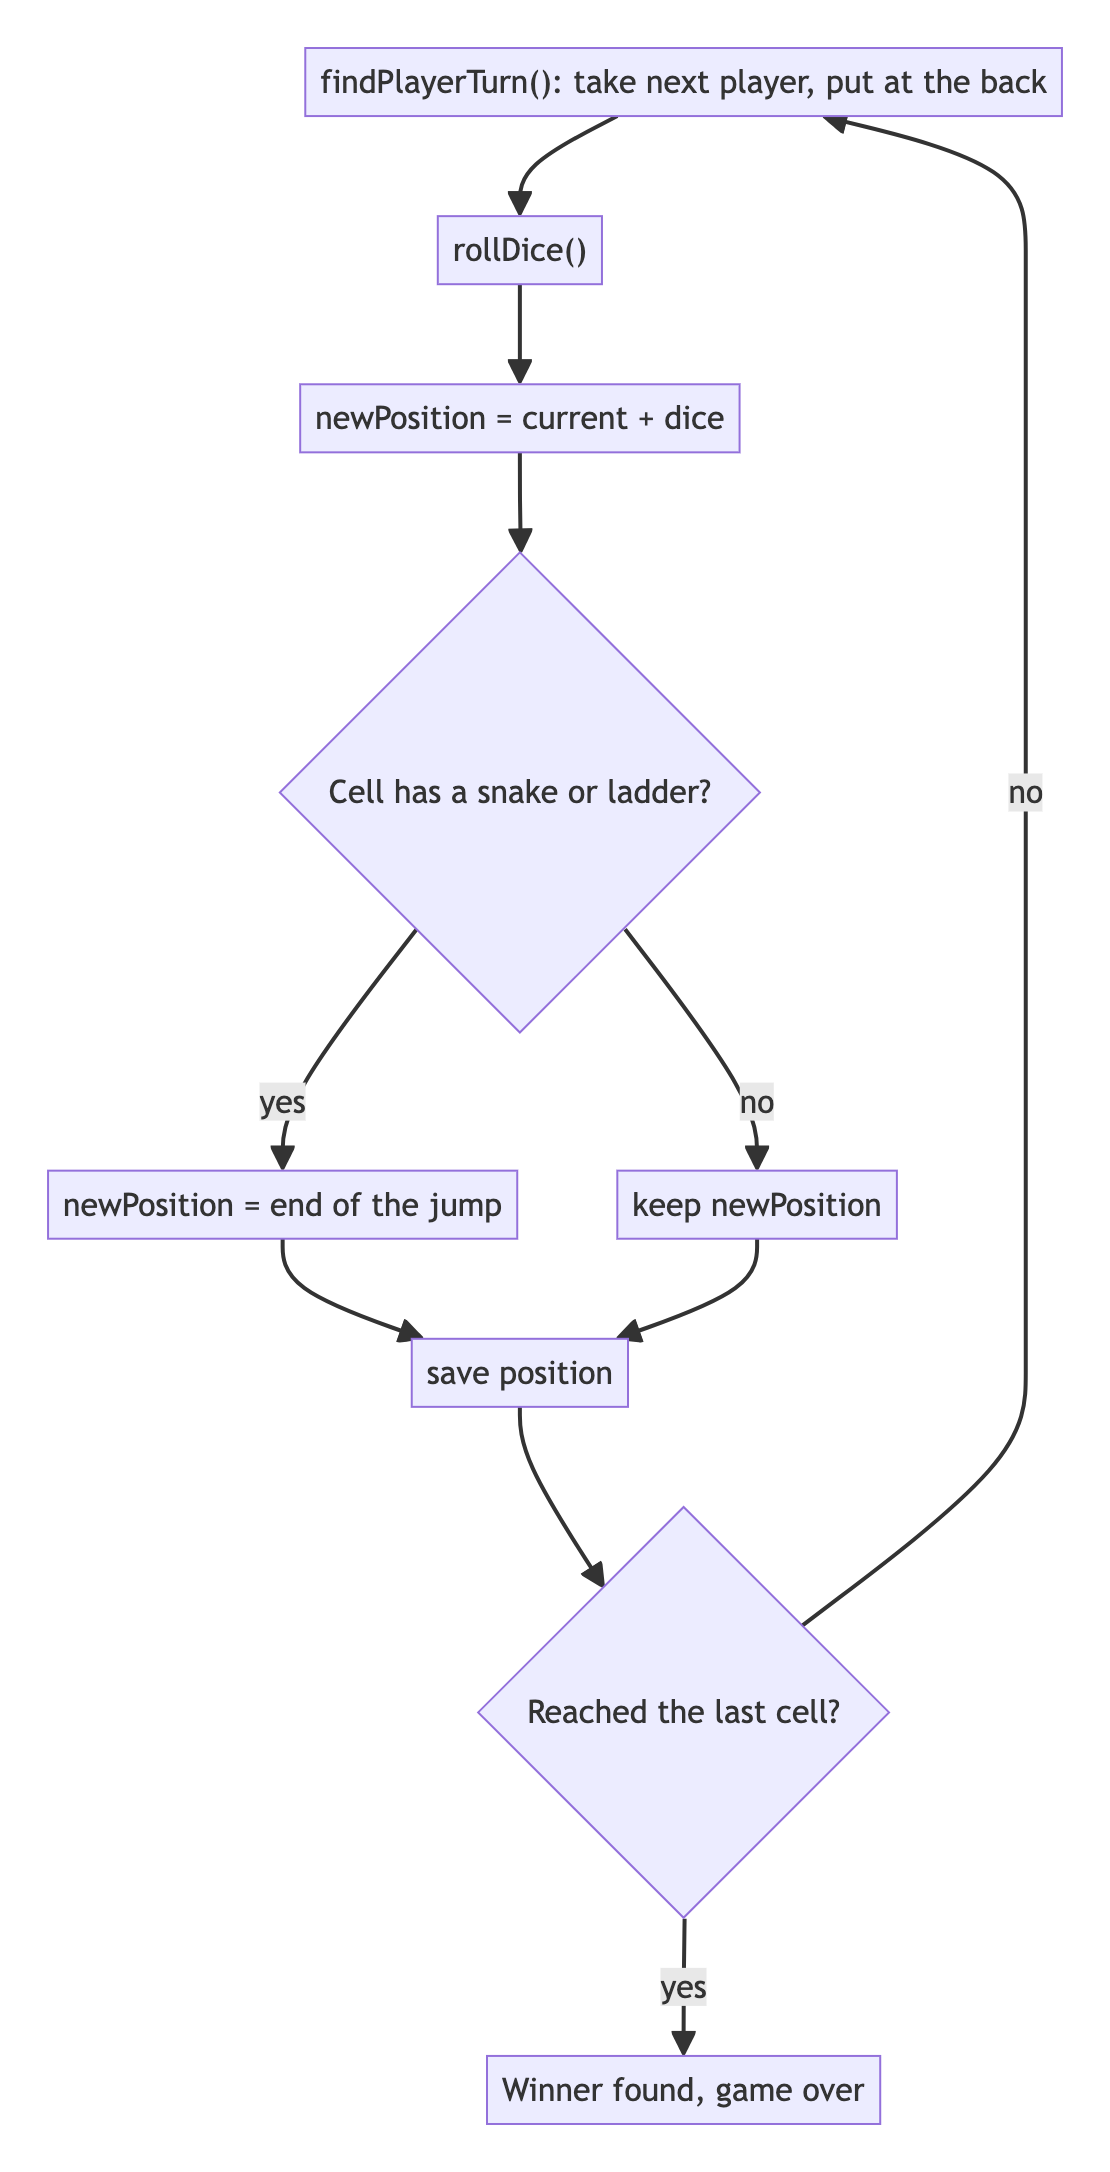 findPlayerTurn(): take next player, put at the back
rollDice()
newPosition = current + dice
Cell has a snake or ladder?
no
yes
no
newPosition = end of the jump
keep newPosition
save position
Reached the last cell?
yes
Winner found, game over